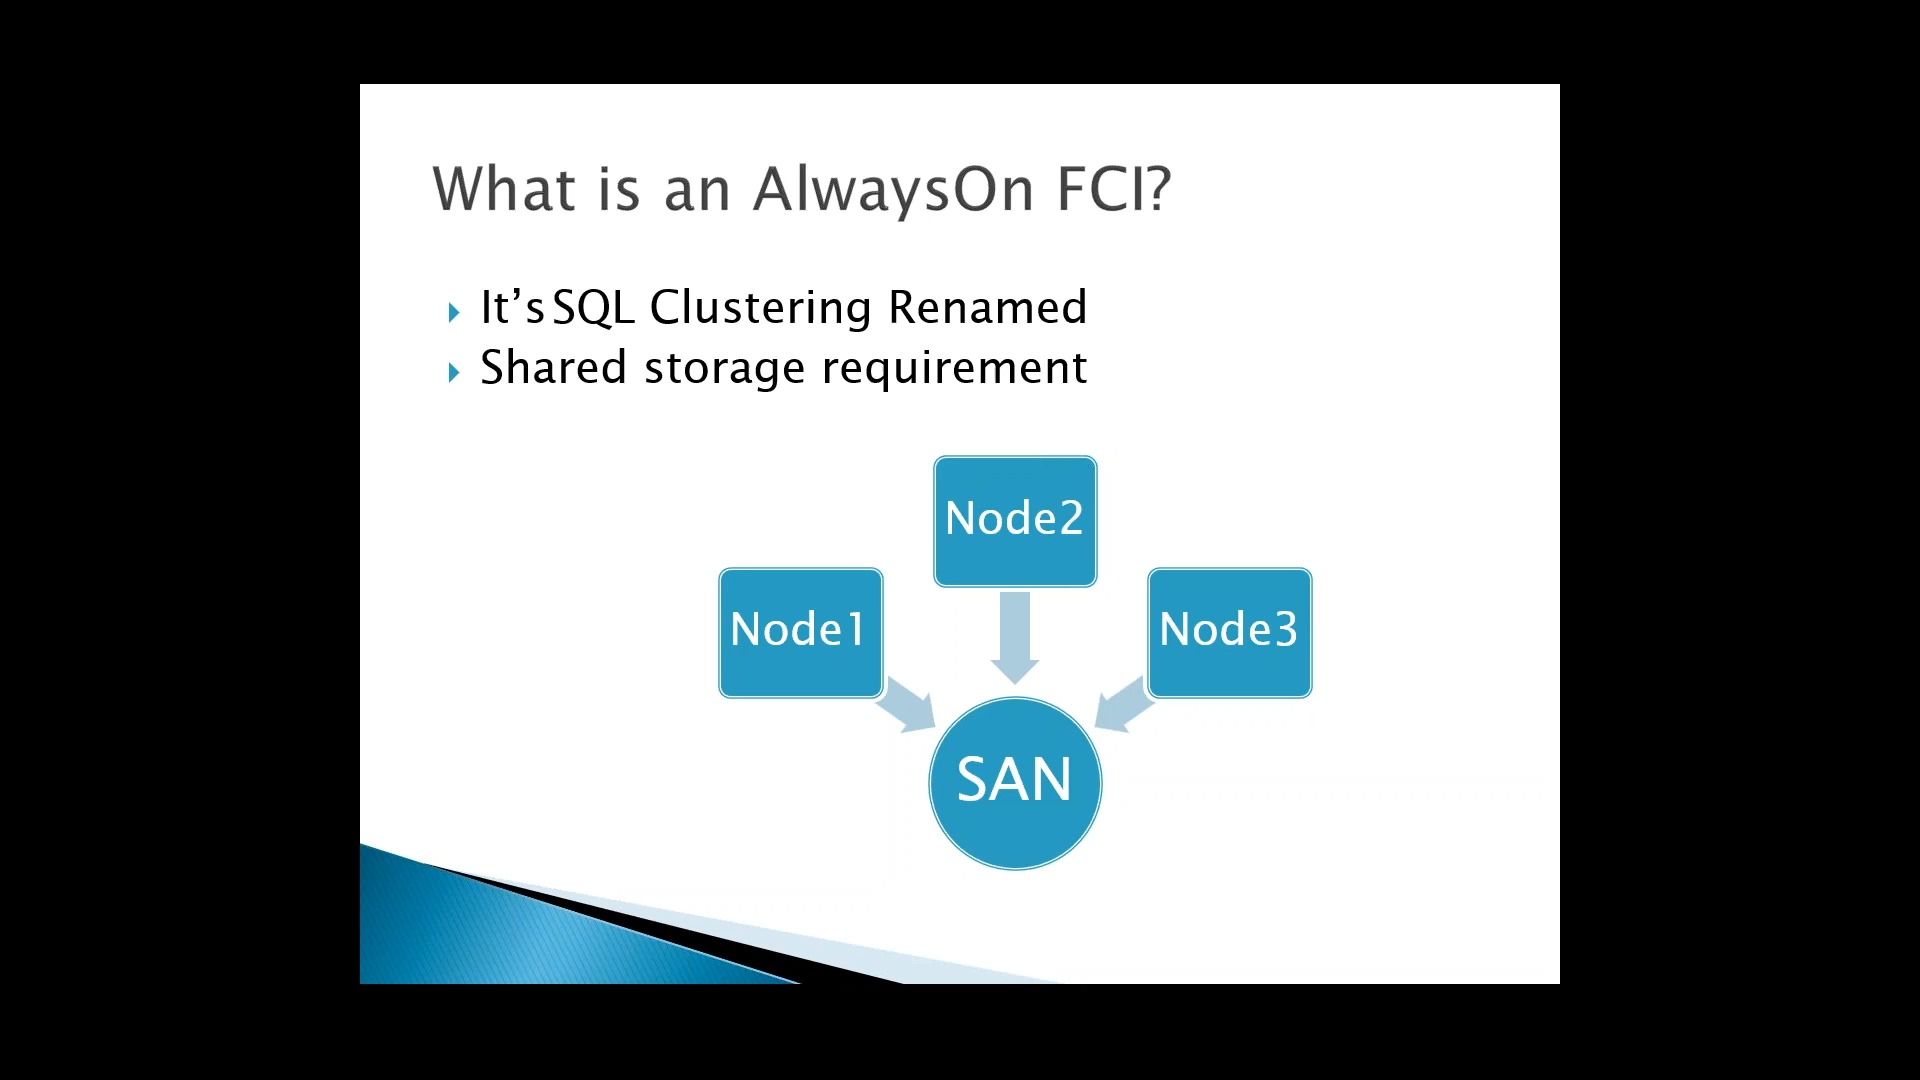 What is an AlwaysOn FCI?
It’s SQL Clustering Renamed
Shared storage requirement
Node2
Node1
Node3
SAN